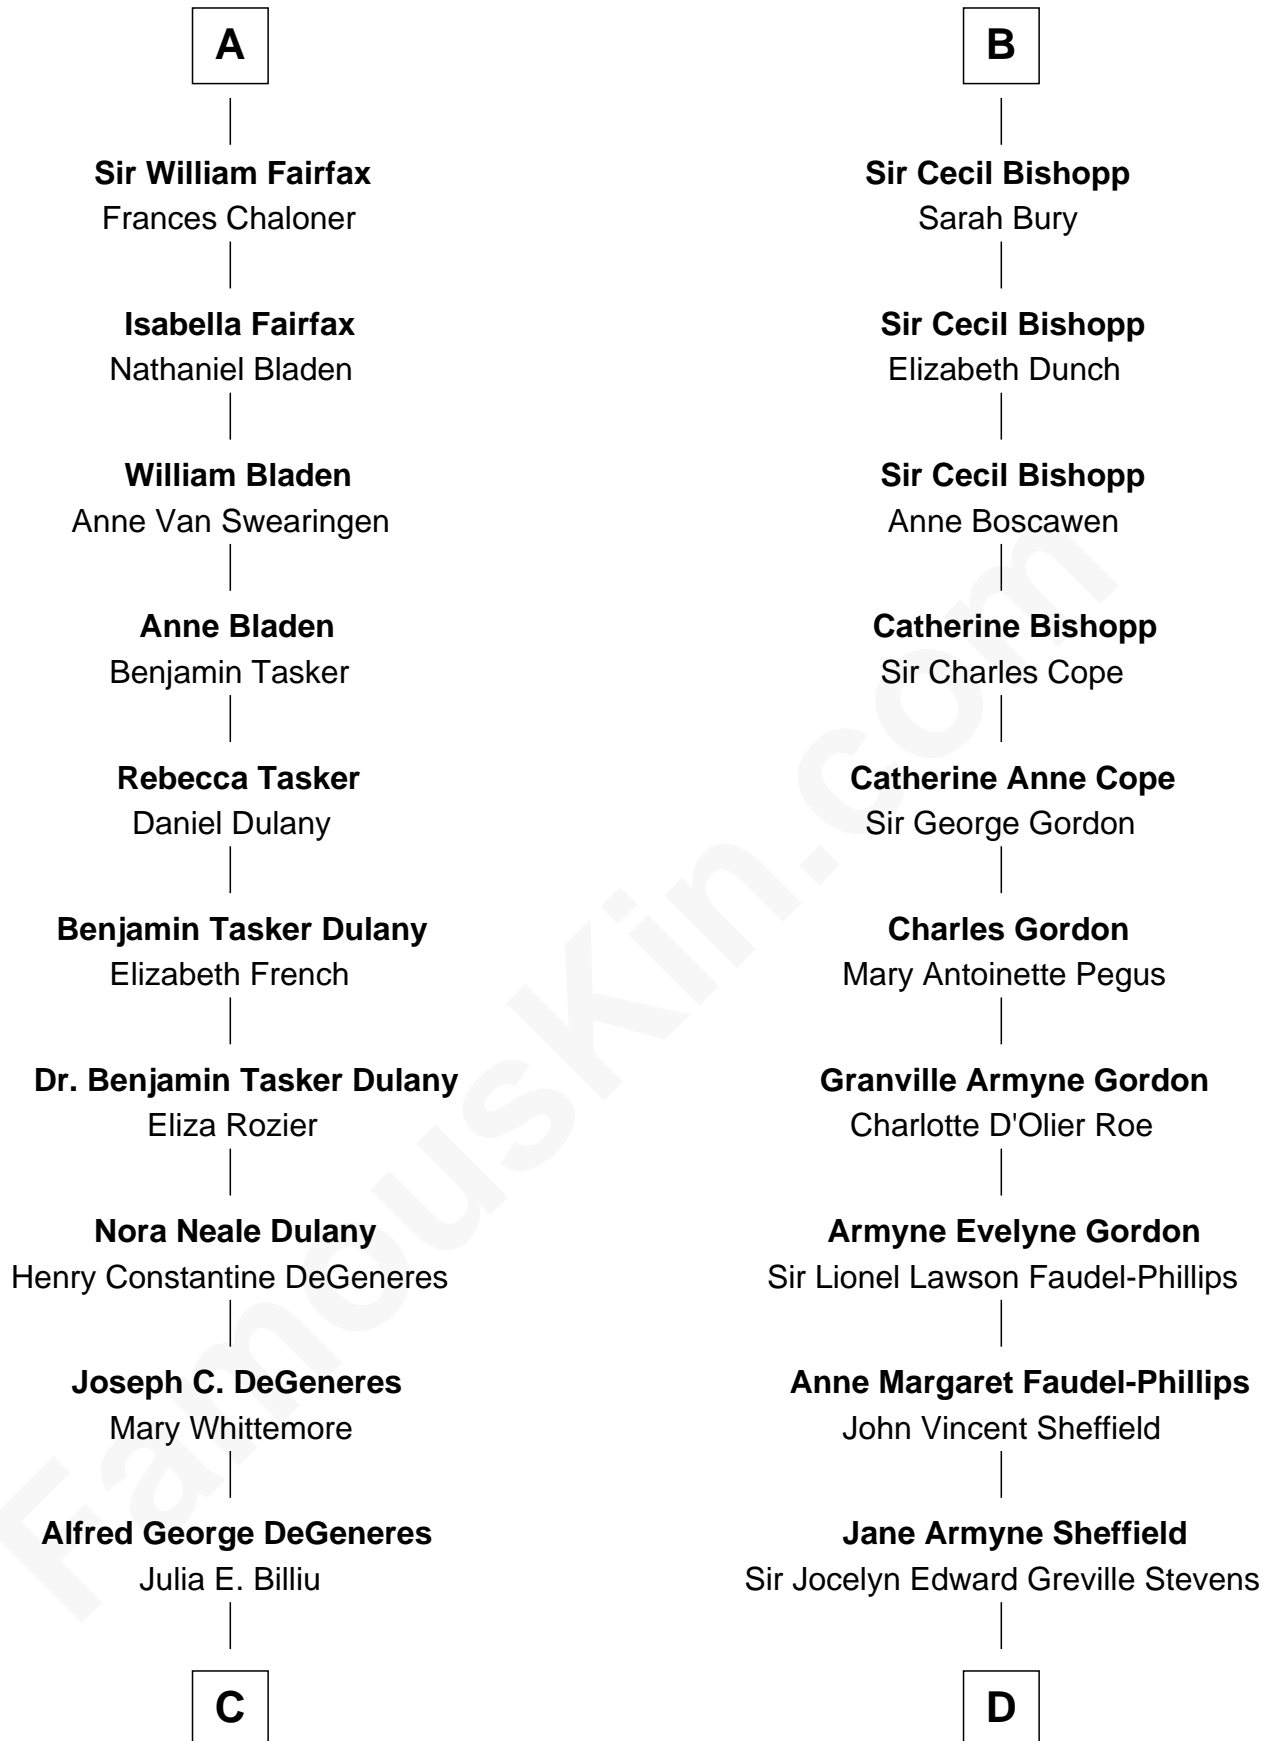 A
Sir William Fairfax
Frances Chaloner
Isabella Fairfax
Nathaniel Bladen
William Bladen
Anne Van Swearingen
Anne Bladen
Benjamin Tasker
Rebecca Tasker
Daniel Dulany
Benjamin Tasker Dulany
Elizabeth French
Dr. Benjamin Tasker Dulany
Eliza Rozier
Nora Neale Dulany
Henry Constantine DeGeneres
Joseph C. DeGeneres
Mary Whittemore
Alfred George DeGeneres
Julia E. Billiu
C
B
Sir Cecil Bishopp
Sarah Bury
Sir Cecil Bishopp
Elizabeth Dunch
Sir Cecil Bishopp
Anne Boscawen
Catherine Bishopp
Sir Charles Cope
Catherine Anne Cope
Sir George Gordon
Charles Gordon
Mary Antoinette Pegus
Granville Armyne Gordon
Charlotte D'Olier Roe
Armyne Evelyne Gordon
Sir Lionel Lawson Faudel-Phillips
Anne Margaret Faudel-Phillips
John Vincent Sheffield
Jane Armyne Sheffield
Sir Jocelyn Edward Greville Stevens
D
FamousKin.com